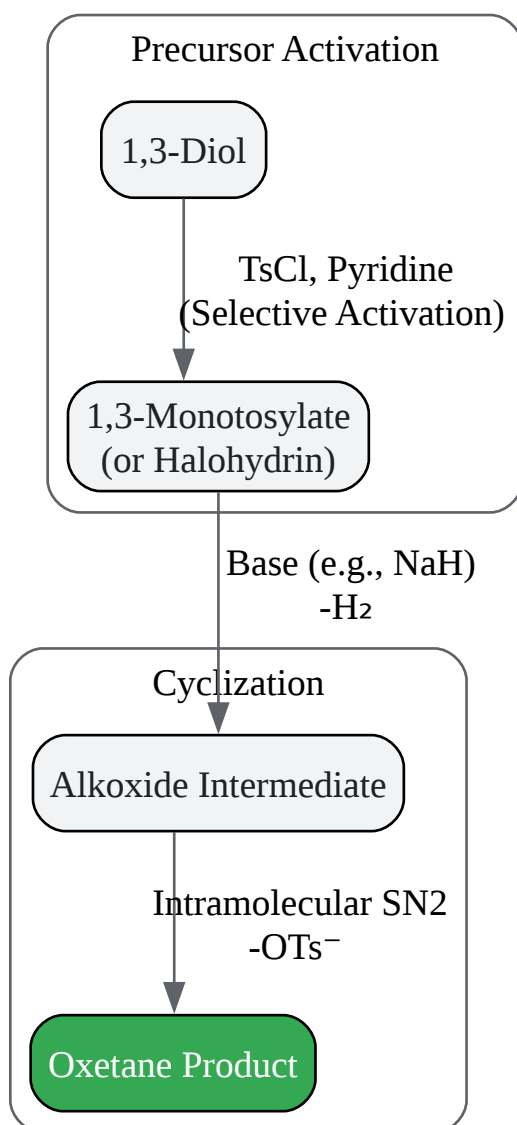 Precursor Activation
1,3-Diol
TsCl, Pyridine
(Selective Activation)
1,3-Monotosylate
(or Halohydrin)
Base (e.g., NaH)
-H₂
Cyclization
Alkoxide Intermediate
Intramolecular SN2
-OTs⁻
Oxetane Product